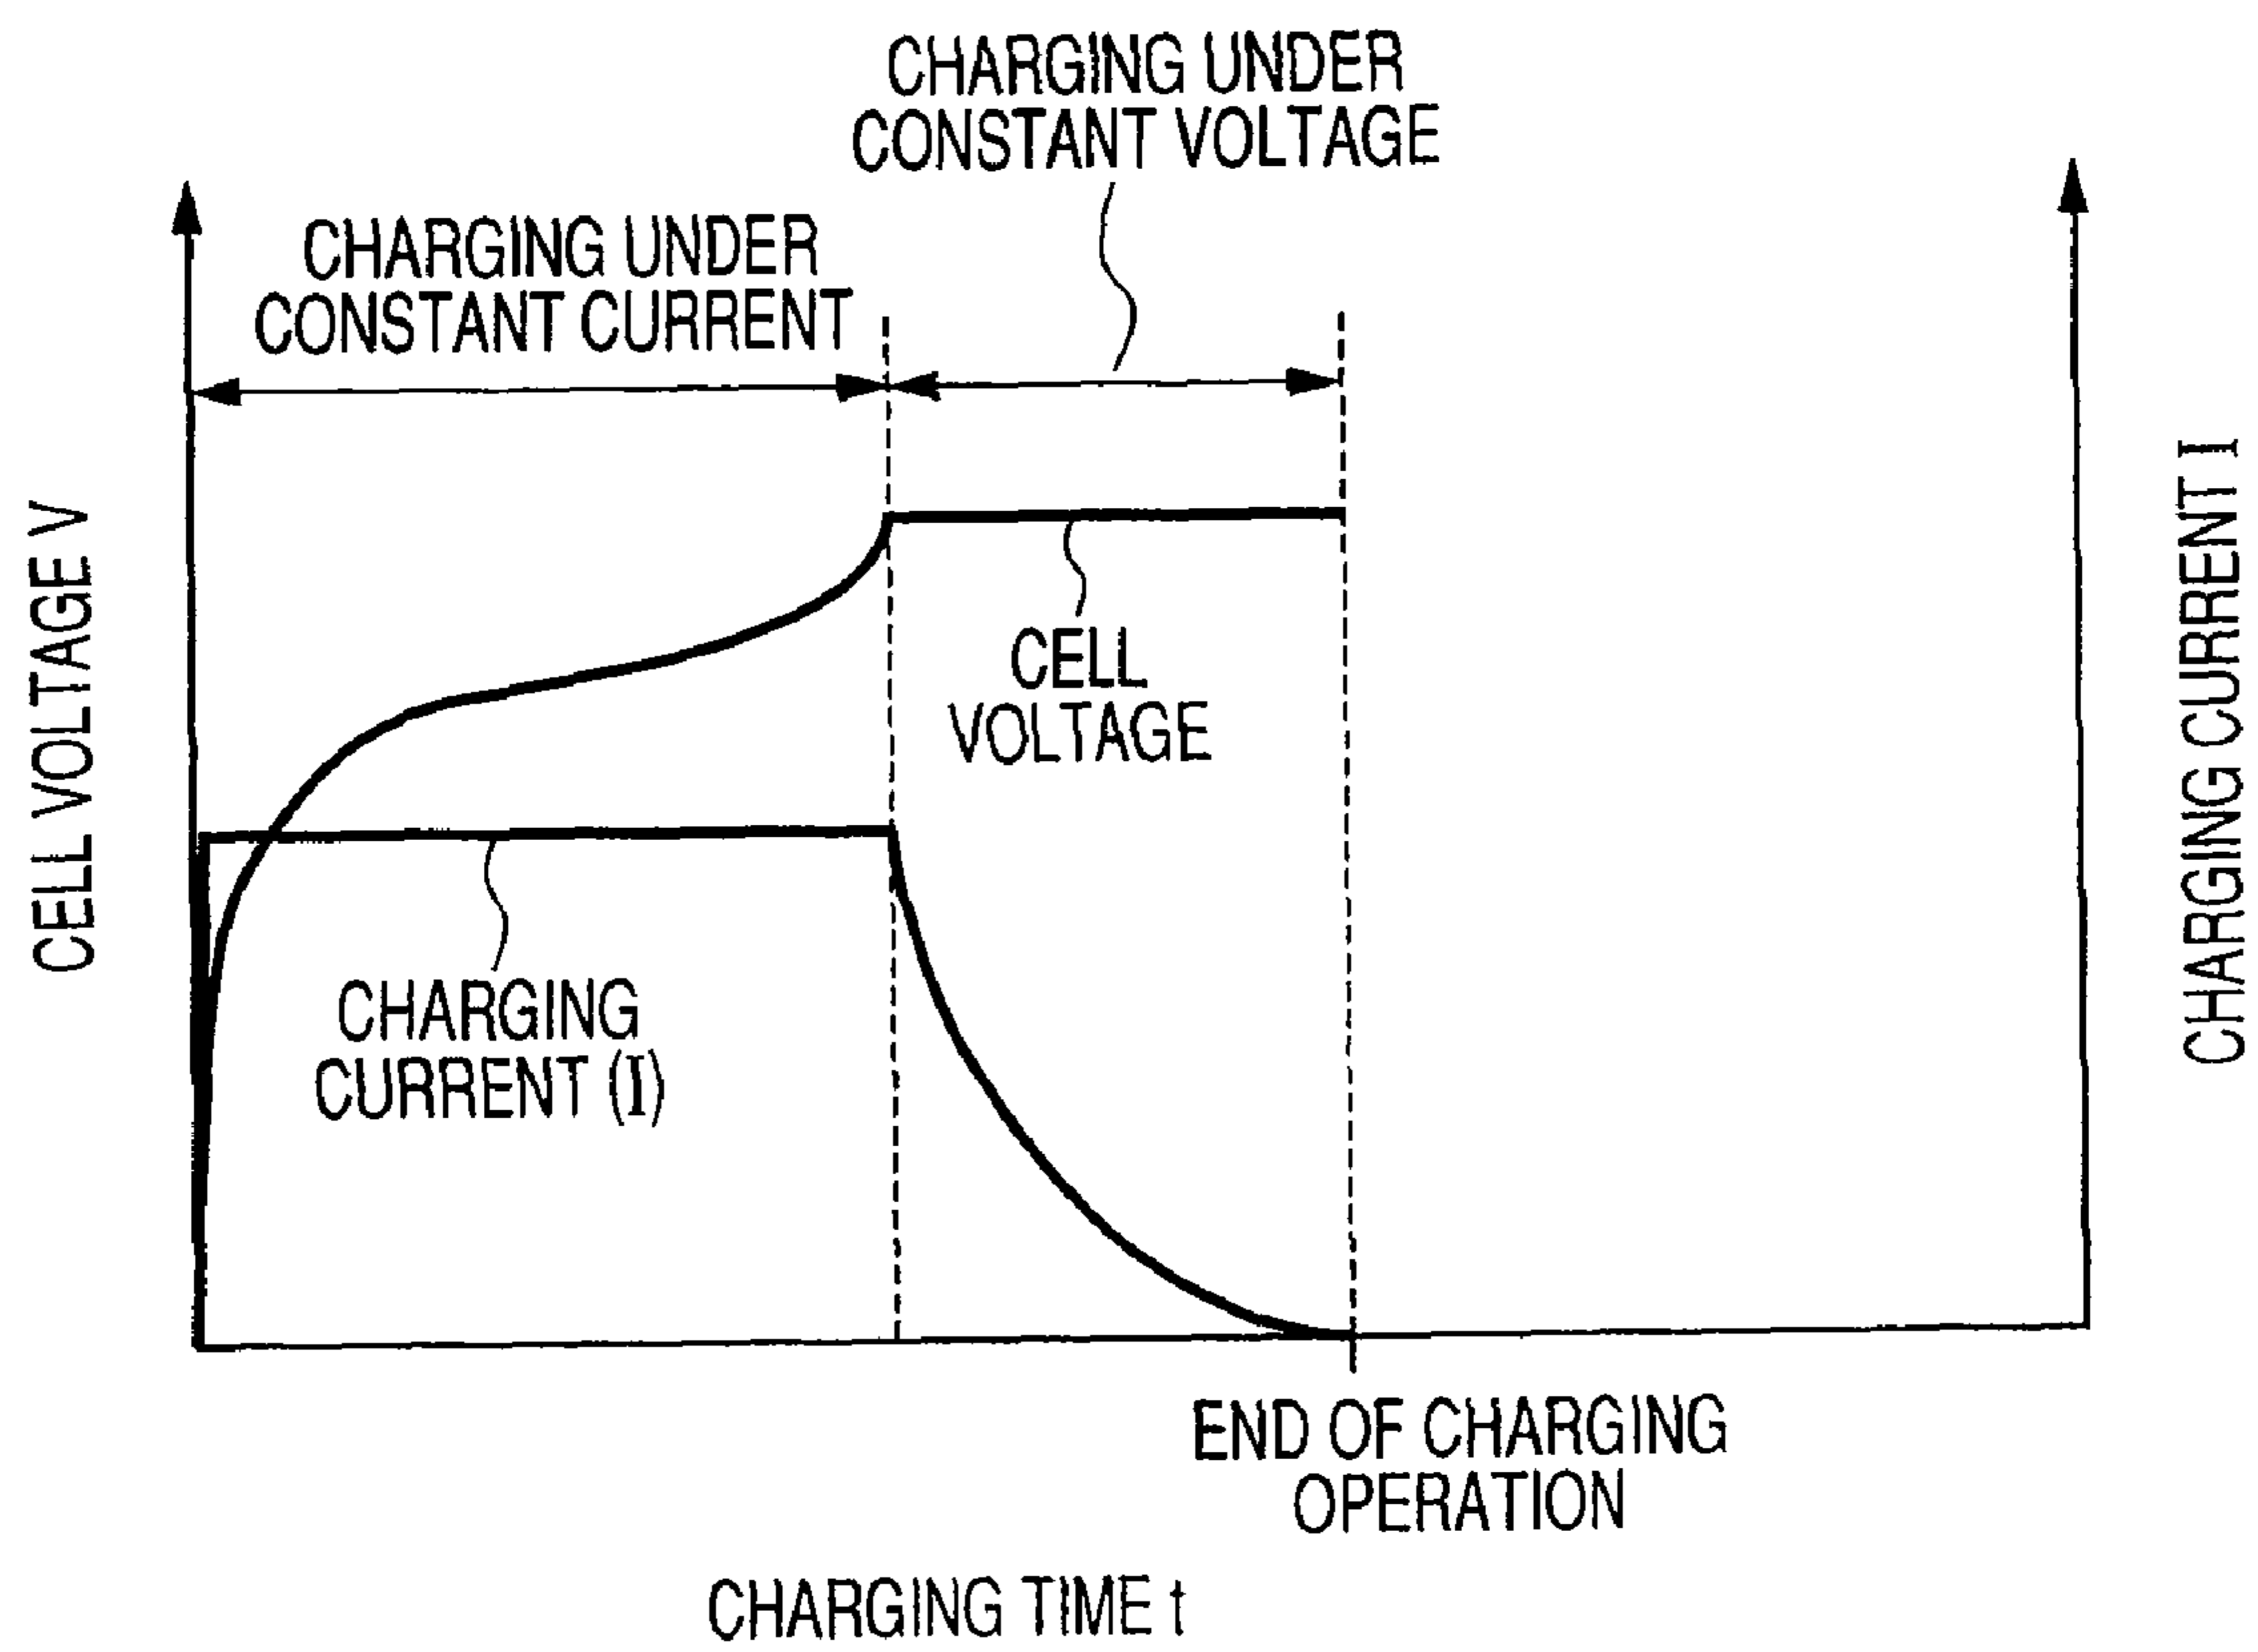 CHARGING UNDER
CONSTANT VOLTAGE
CHARGING UNDER
CONSTANT CURRENT
CELL VOLTAGE V
CHARGING CURRENT I
CELL
VOLTAGE
CHARGING
CURRENT (I)
END OF CHARGING
OPERATION
CHARGING TIME t